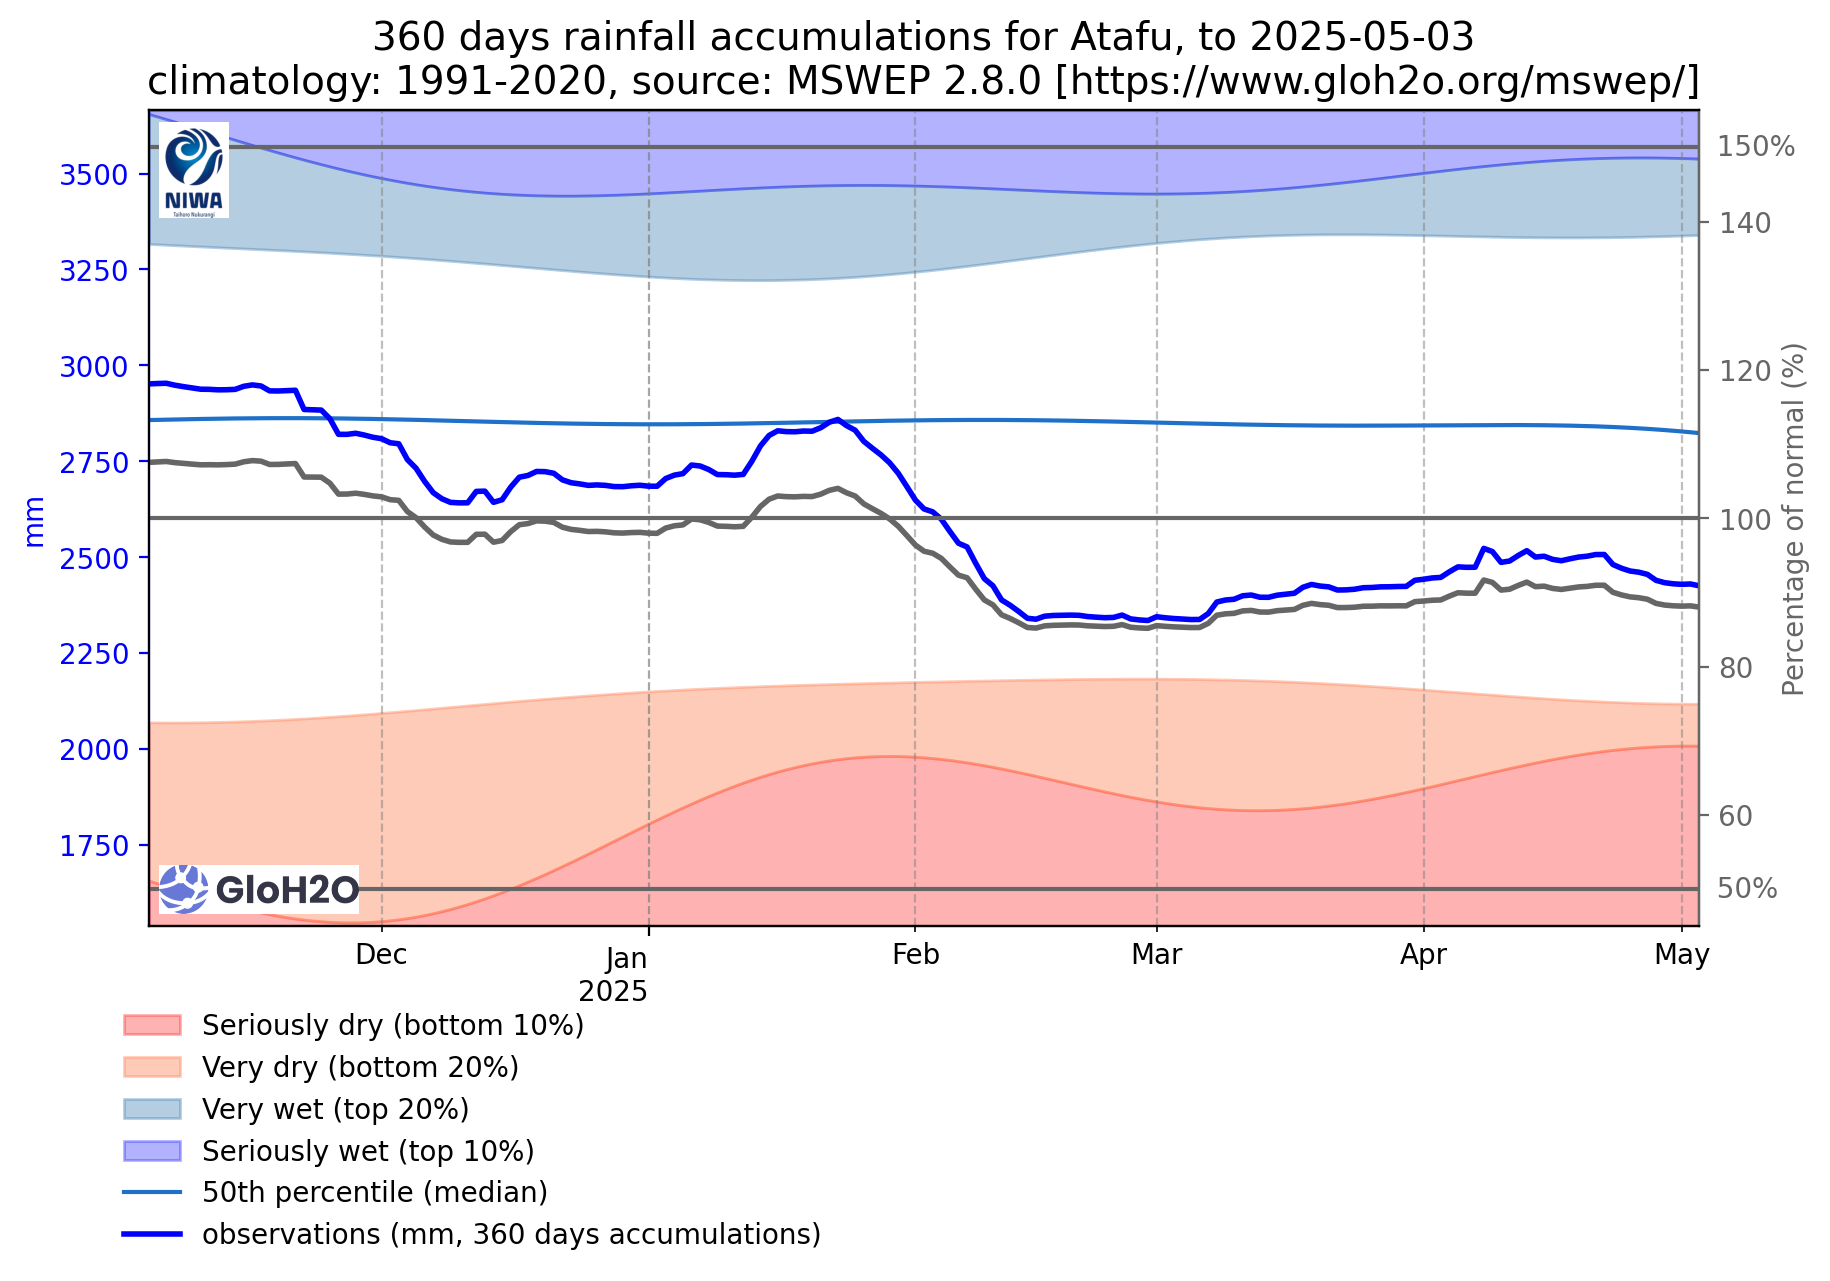 360 days rainfall accumulations for Atafu, to 2025-05-03
climatology: 1991-2020, source: MSWEP 2.8.0 [https://www.gloh2o.org/mswep/]
NIWA
Taihoro Nukurangi
GloH2O
mm
3500
3250
3000
2750
2500
2250
2000
1750
150%
140
120
100
80
60
50%
Percentage of normal (%)
Dec
Jan
2025
Feb
Mar
Apr
May
Seriously dry (bottom 10%)
Very dry (bottom 20%)
Very wet (top 20%)
Seriously wet (top 10%)
50th percentile (median)
observations (mm, 360 days accumulations)